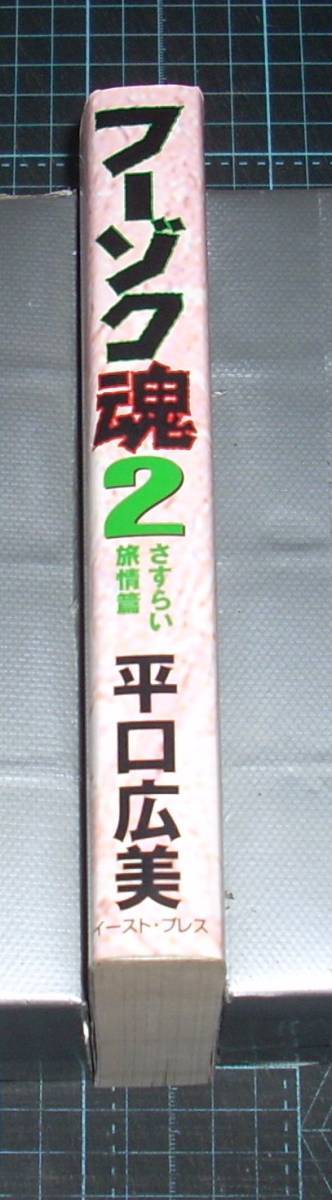 フーゾク魂
2
さすらい
旅情篇
平口広美
イースト・プレス